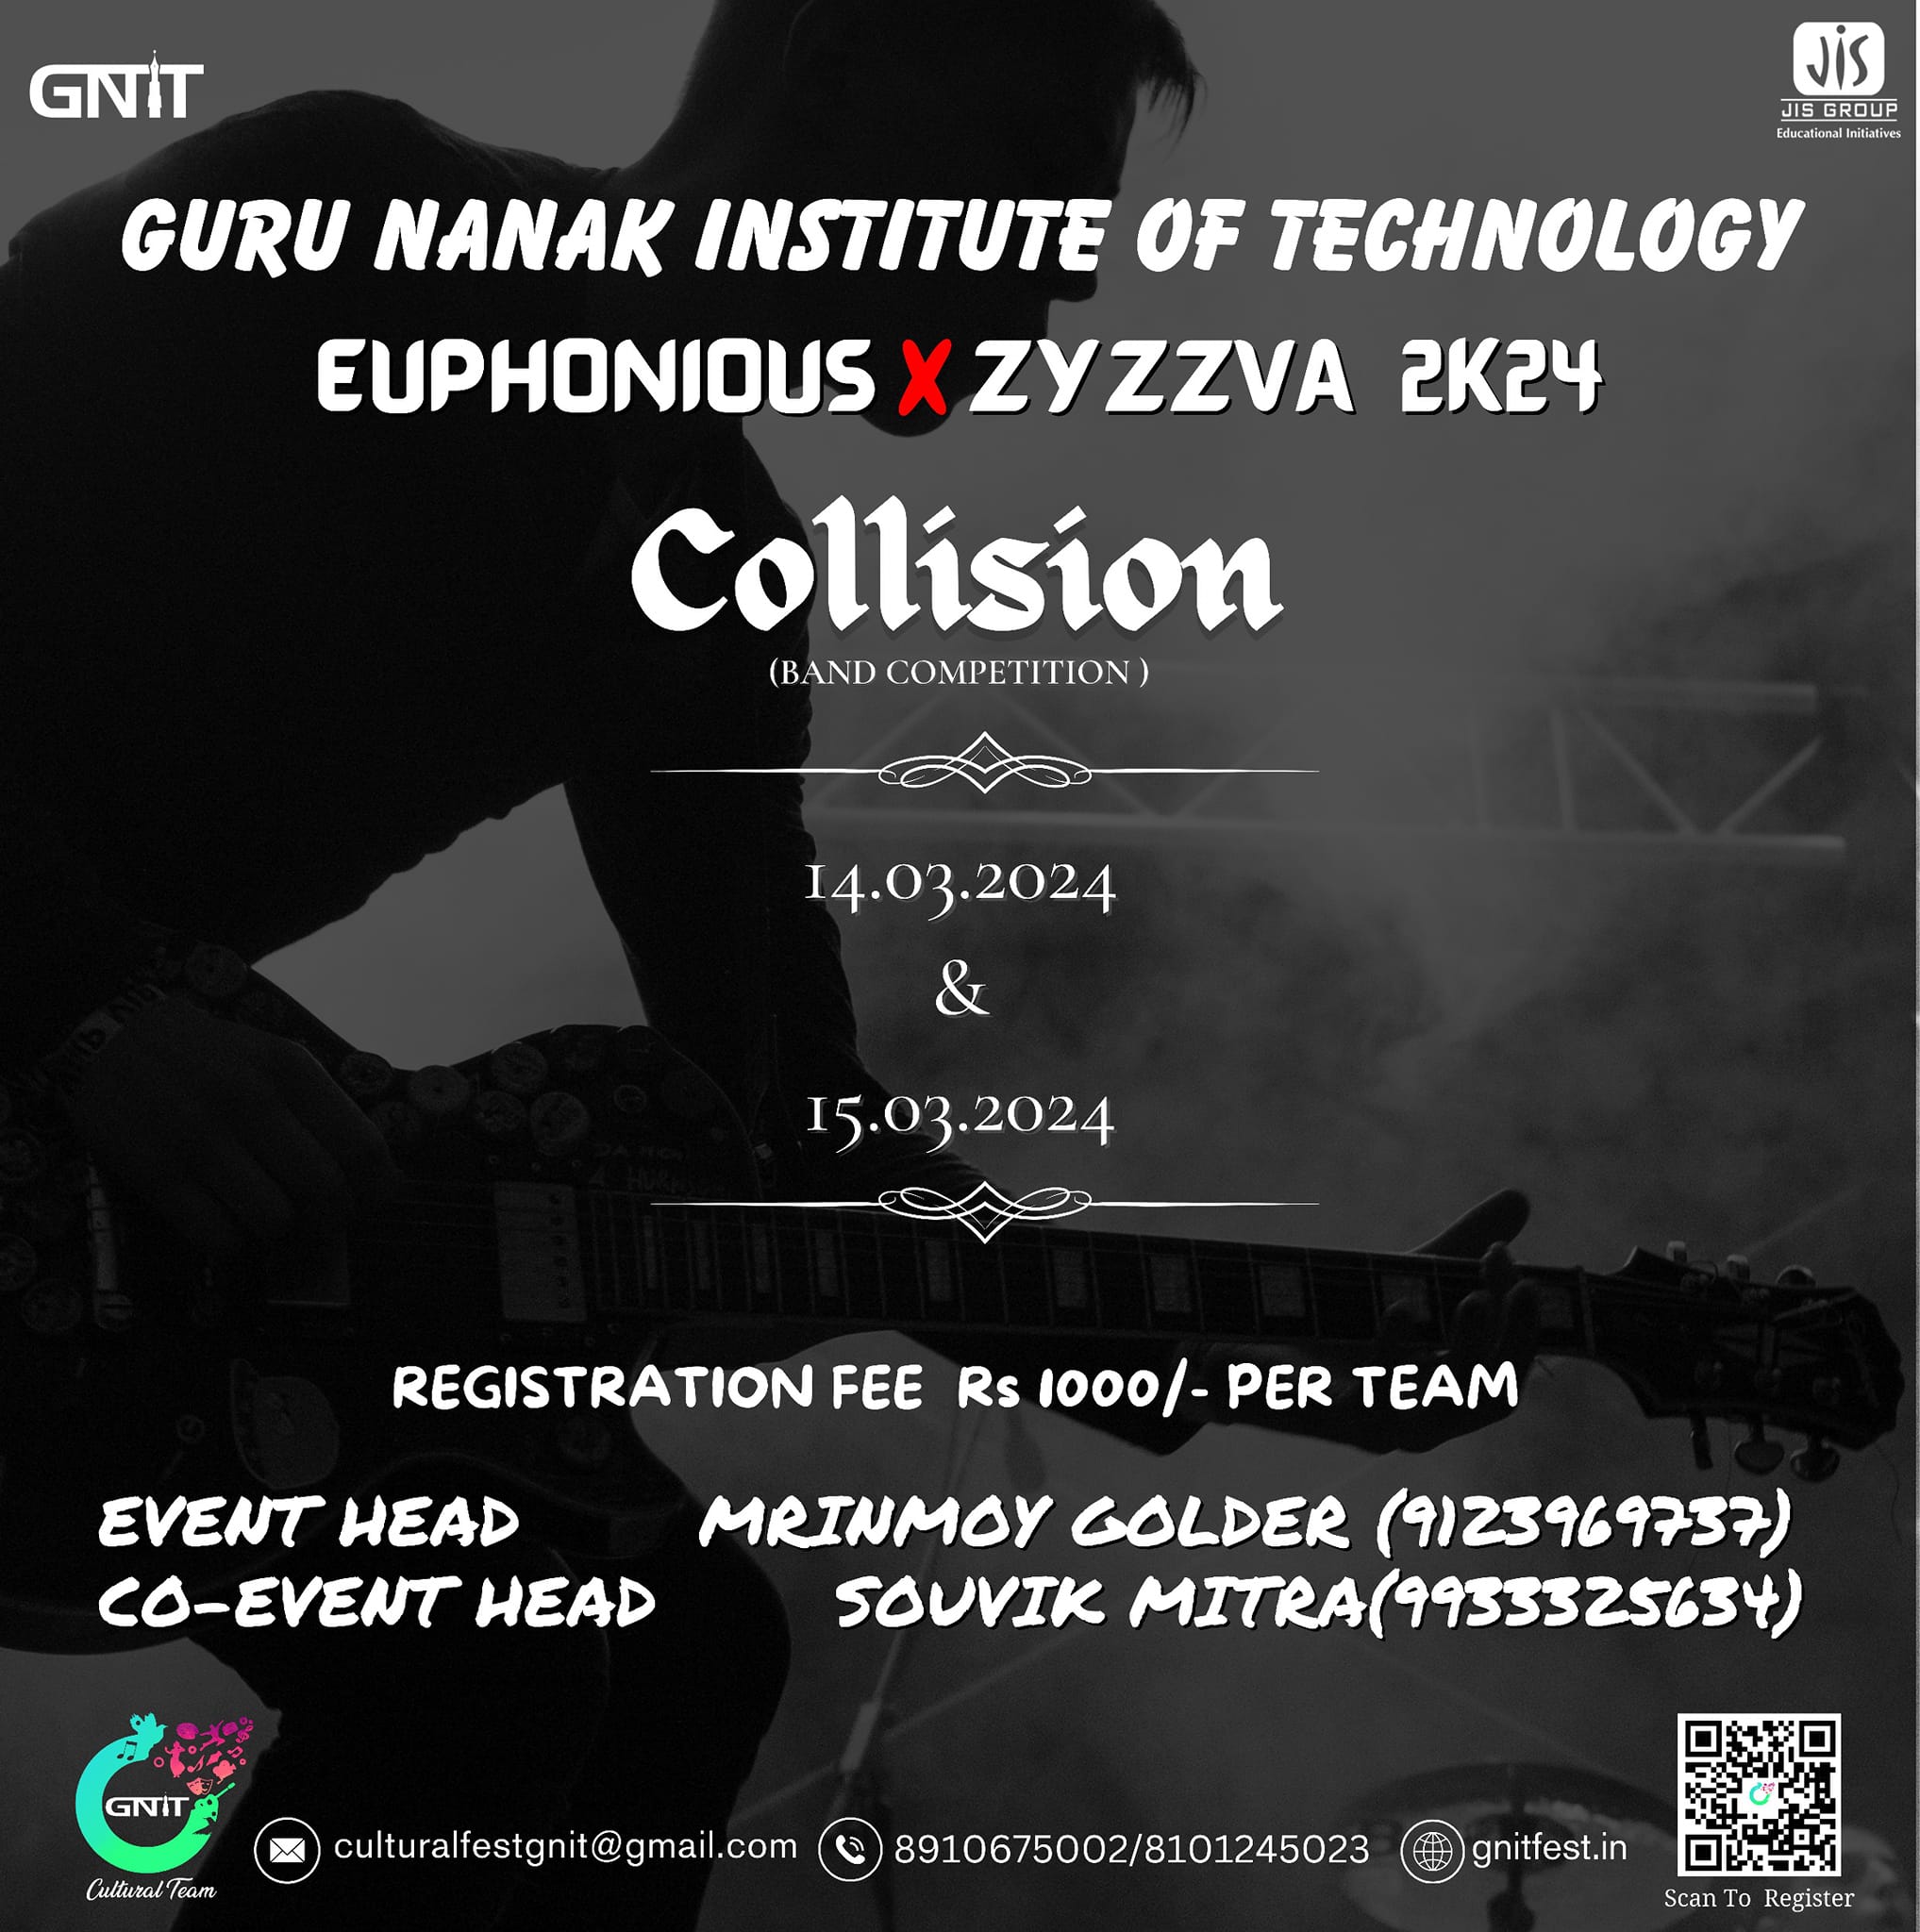 GNIT
JIS
JIS GROUP
Educational Initiatives
GURU NANAK INSTITUTE OF TECHNOLOGY
EUPHONIOUS X ZYZZVA 2K24
Collision
(BAND COMPETITION )
14.03.2024
&
15.03.2024
REGISTRATION FEE Rs 1000/- PER TEAM
EVENT HEAD MRINMOY GOLDER (9123969737)
CO-EVENT HEAD SOUVIK MITRA(9933325634)
GNIT
Cultural Team
culturalfestgnit@gmail.com 8910675002/8101245023 gnitfest.in
Scan To Register